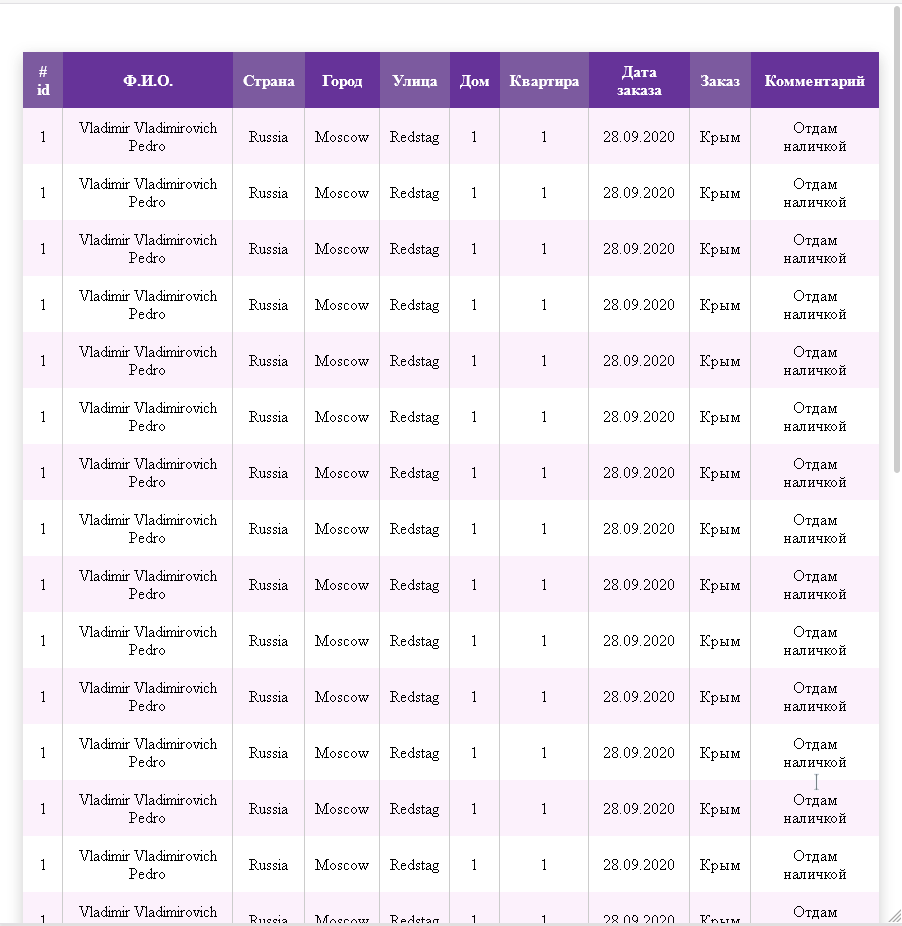 # id Ф.И.О. Страна Город Улица Дом Квартира Дата заказа Заказ Комментарий
1 Vladimir Vladimirovich Pedro Russia Moscow Redstag 1 1 28.09.2020 Крым Отдам наличкой
1 Vladimir Vladimirovich Pedro Russia Moscow Redstag 1 1 28.09.2020 Крым Отдам наличкой
1 Vladimir Vladimirovich Pedro Russia Moscow Redstag 1 1 28.09.2020 Крым Отдам наличкой
1 Vladimir Vladimirovich Pedro Russia Moscow Redstag 1 1 28.09.2020 Крым Отдам наличкой
1 Vladimir Vladimirovich Pedro Russia Moscow Redstag 1 1 28.09.2020 Крым Отдам наличкой
1 Vladimir Vladimirovich Pedro Russia Moscow Redstag 1 1 28.09.2020 Крым Отдам наличкой
1 Vladimir Vladimirovich Pedro Russia Moscow Redstag 1 1 28.09.2020 Крым Отдам наличкой
1 Vladimir Vladimirovich Pedro Russia Moscow Redstag 1 1 28.09.2020 Крым Отдам наличкой
1 Vladimir Vladimirovich Pedro Russia Moscow Redstag 1 1 28.09.2020 Крым Отдам наличкой
1 Vladimir Vladimirovich Pedro Russia Moscow Redstag 1 1 28.09.2020 Крым Отдам наличкой
1 Vladimir Vladimirovich Pedro Russia Moscow Redstag 1 1 28.09.2020 Крым Отдам наличкой
1 Vladimir Vladimirovich Pedro Russia Moscow Redstag 1 1 28.09.2020 Крым Отдам наличкой
1 Vladimir Vladimirovich Pedro Russia Moscow Redstag 1 1 28.09.2020 Крым Отдам наличкой
1 Vladimir Vladimirovich Pedro Russia Moscow Redstag 1 1 28.09.2020 Крым Отдам наличкой
1 Vladimir Vladimirovich Russia Moscow Redstag 1 1 28.09.2020 Крым Отдам